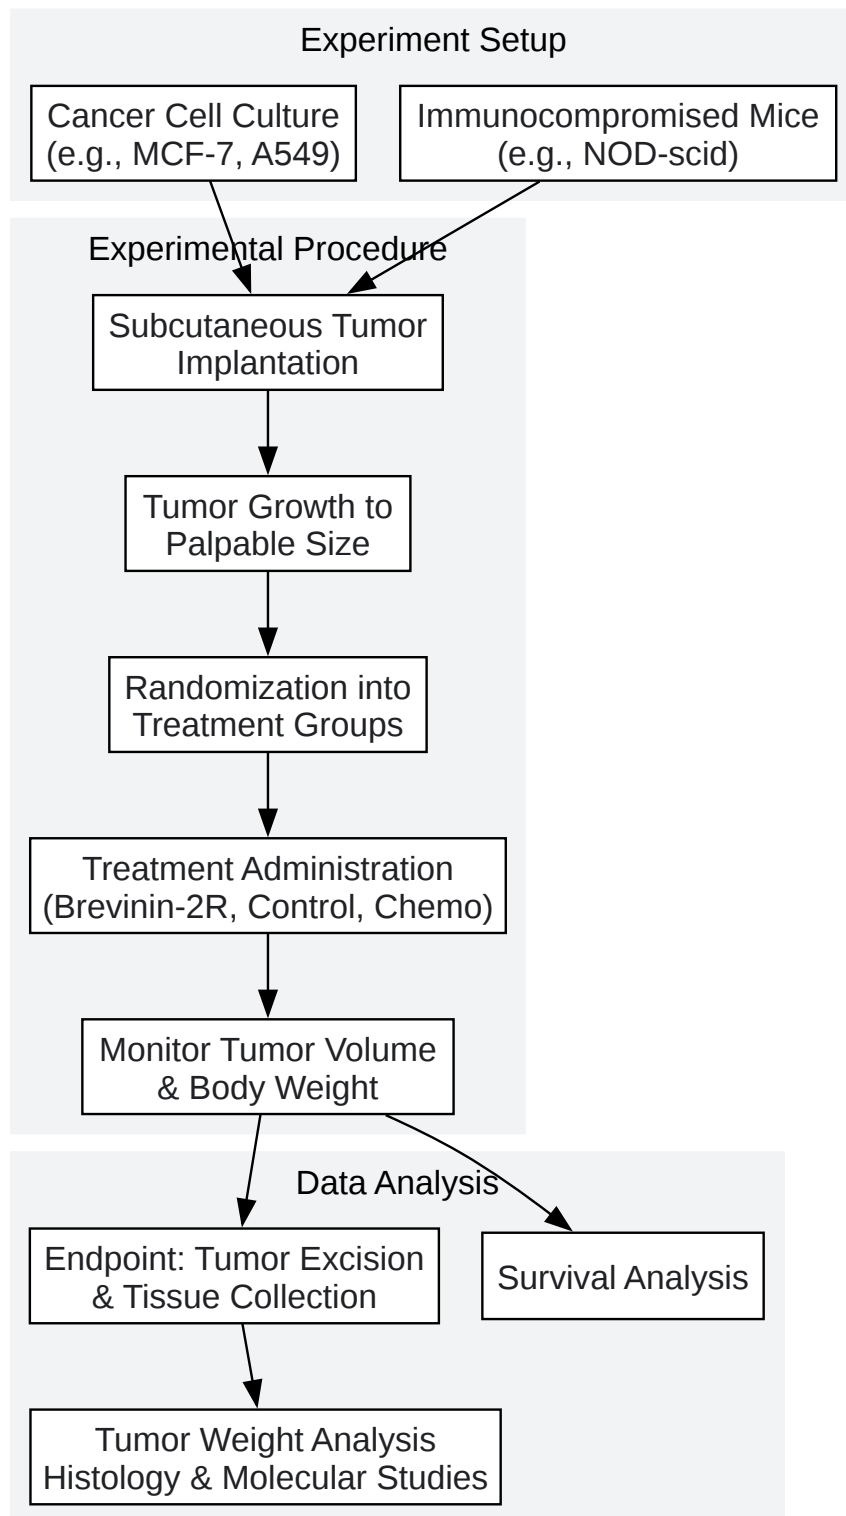 Experiment Setup
Cancer Cell Culture
(e.g., MCF-7, A549)
Immunocompromised Mice
(e.g., NOD-scid)
Experimental Procedure
Subcutaneous Tumor
Implantation
Tumor Growth to
Palpable Size
Randomization into
Treatment Groups
Treatment Administration
(Brevinin-2R, Control, Chemo)
Monitor Tumor Volume
& Body Weight
Data Analysis
Endpoint: Tumor Excision
& Tissue Collection
Survival Analysis
Tumor Weight Analysis
Histology & Molecular Studies